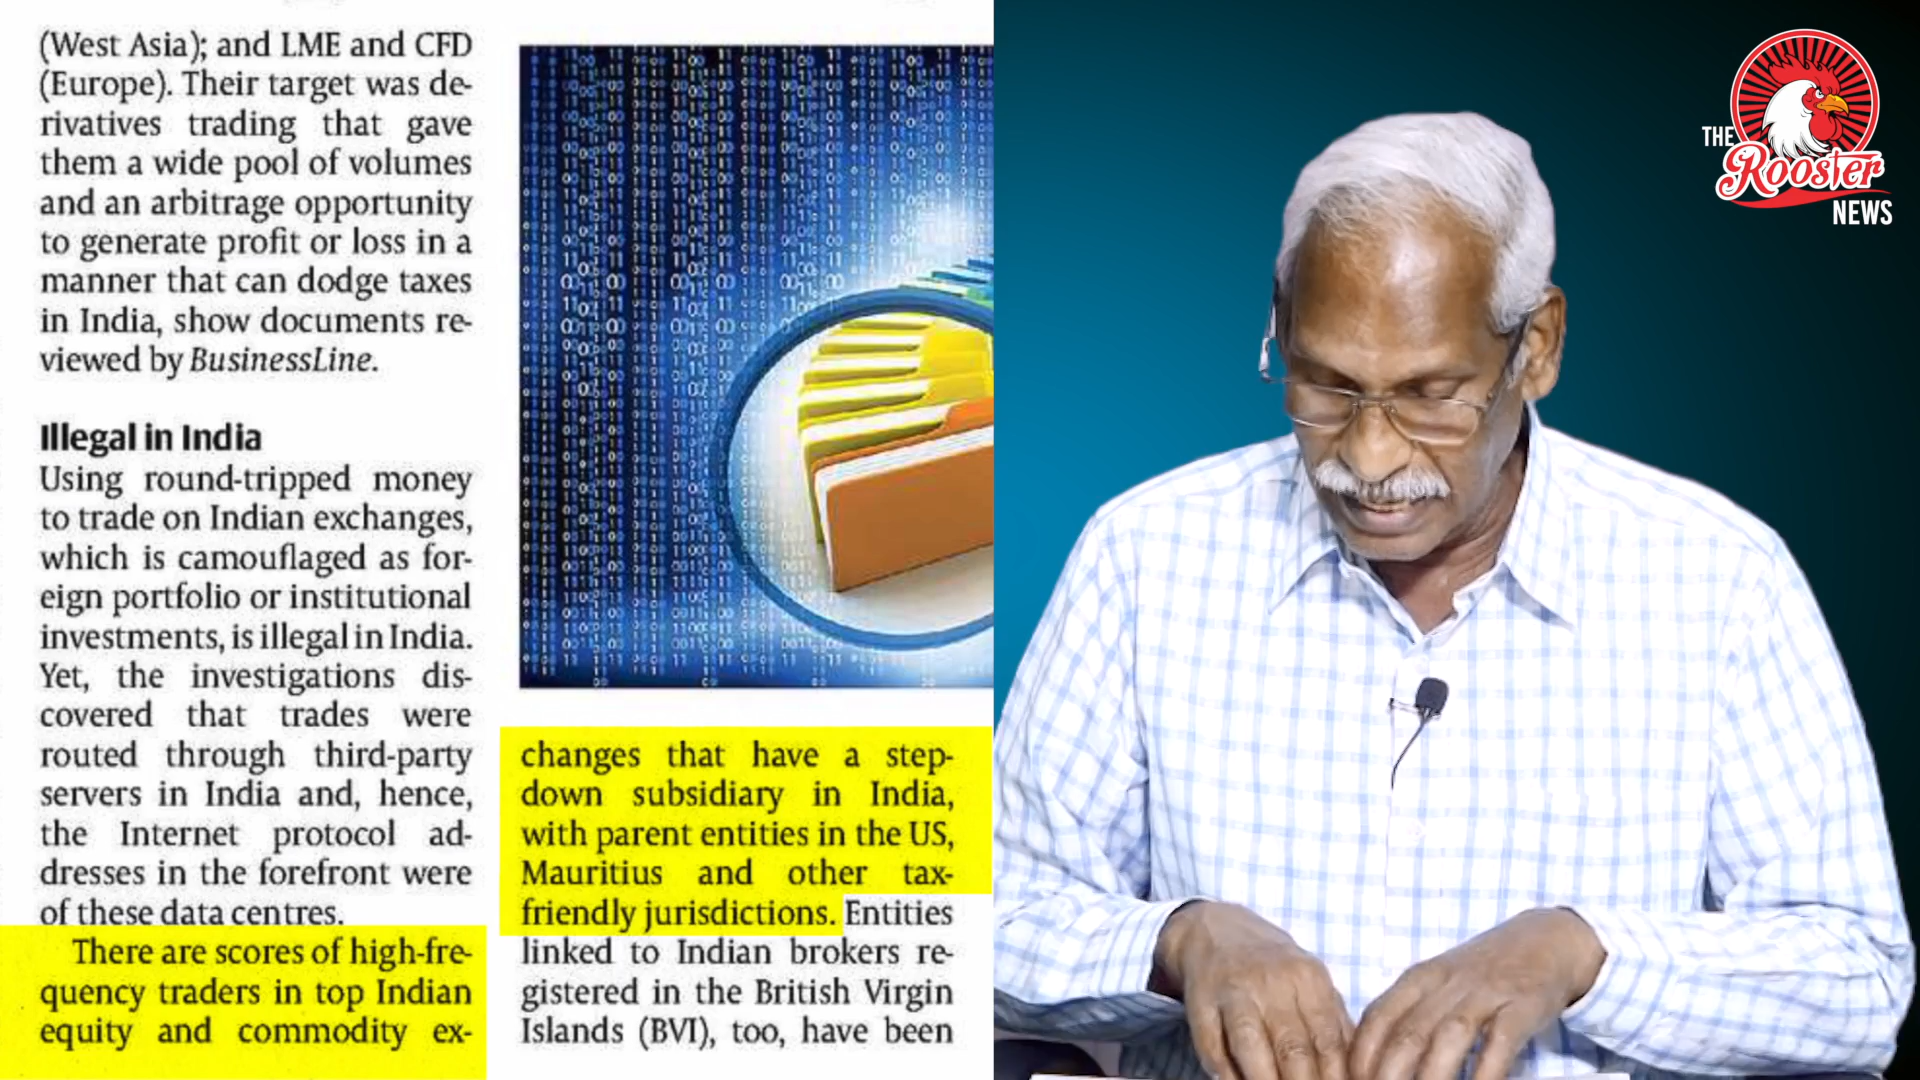 (West Asia); and LME and CFD
(Europe). Their target was de-
rivatives trading that gave
them a wide pool of volumes
and an arbitrage opportunity
to generate profit or loss in a
manner that can dodge taxes
in India, show documents re-
viewed by BusinessLine.
Illegal in India
Using round-tripped money
to trade on Indian exchanges,
which is camouflaged as for-
eign portfolio or institutional
investments, is illegal in India.
Yet, the investigations dis-
covered that trades were
routed through third-party
servers in India and, hence,
the Internet protocol ad-
dresses in the forefront were
of these data centres.
There are scores of high-fre-
quency traders in top Indian
equity and commodity ex-
changes that have a step-
down subsidiary in India,
with parent entities in the US,
Mauritius and other tax-
friendly jurisdictions. Entities
linked to Indian brokers re-
gistered in the British Virgin
Islands (BVI), too, have been
THE
Rooster
NEWS